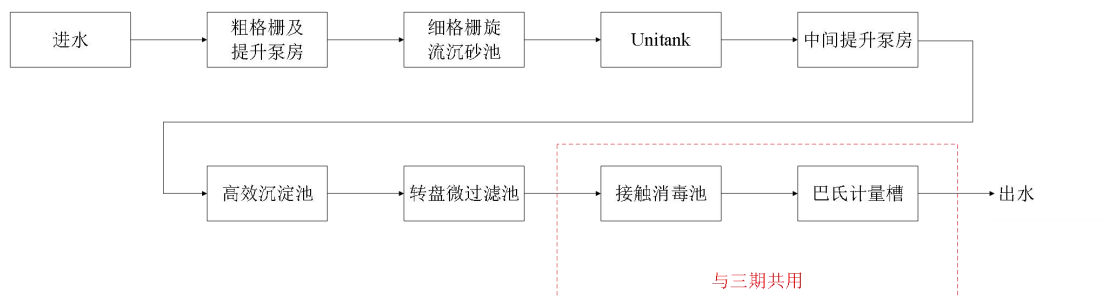 进水
粗格栅及
提升泵房
细格栅旋
流沉砂池
Unitank
中间提升泵房
高效沉淀池
转盘微过滤池
接触消毒池
巴氏计量槽
出水
与三期共用